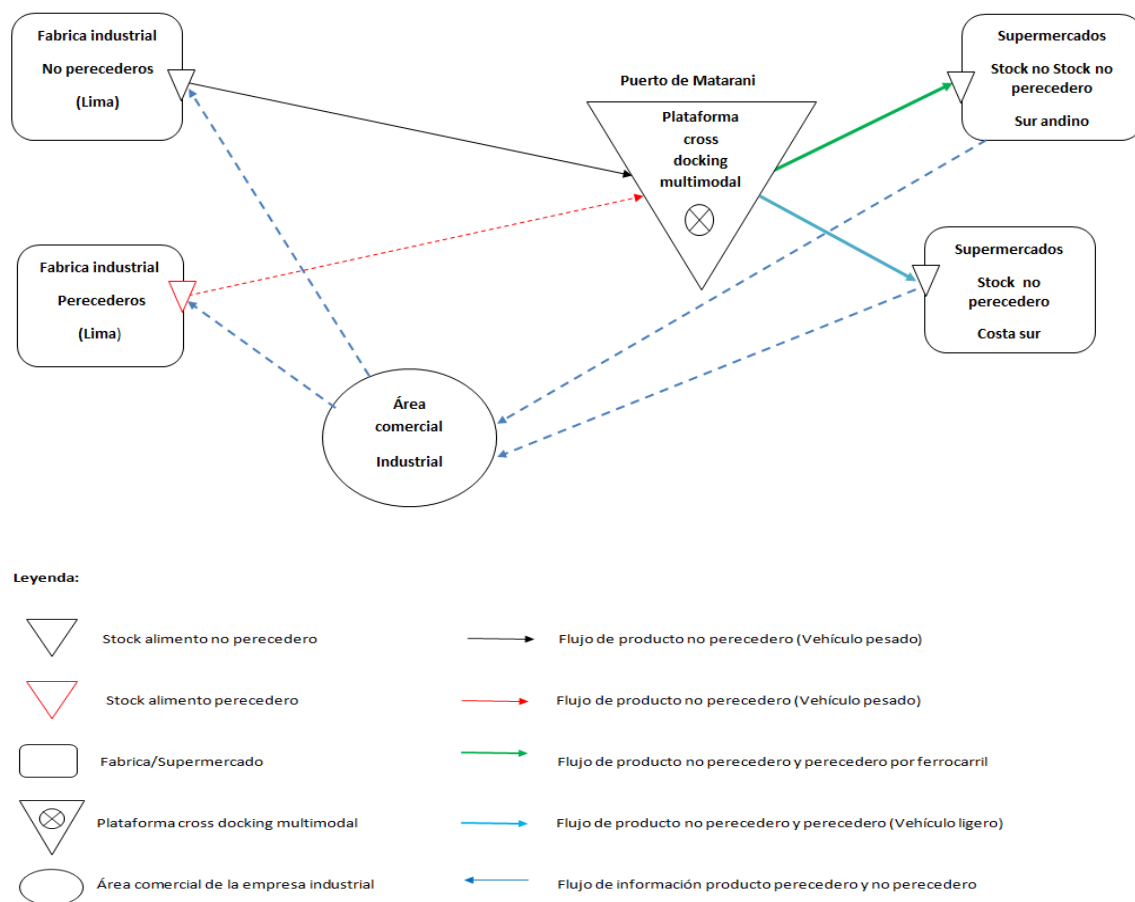 Fabrica industrial
No perecederos
(Lima)
Puerto de Matarani
Plataforma
cross
docking
multimodal
Supermercados
Stock no Stock no
perecedero
Sur andino
Fabrica industrial
Perecederos
(Lima)
Supermercados
Stock no
perecedero
Costa sur
Área
comercial
Industrial
Leyenda:
Stock alimento no perecedero
Flujo de producto no perecedero (Vehículo pesado)
Stock alimento perecedero
Flujo de producto no perecedero (Vehículo pesado)
Fabrica/Supermercado
Flujo de producto no perecedero y perecedero por ferrocarril
Plataforma cross docking multimodal
Flujo de producto no perecedero y perecedero (Vehículo ligero)
Área comercial de la empresa industrial
Flujo de información producto perecedero y no perecedero